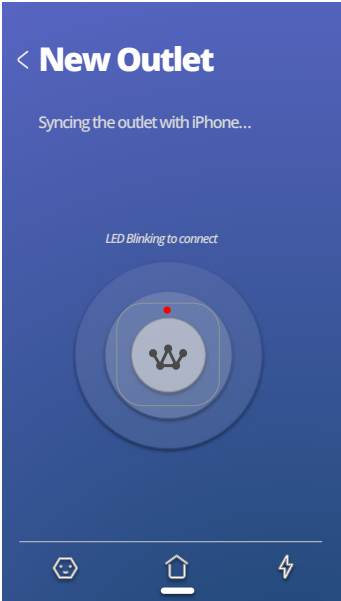 New Outlet
Syncing the outlet with iPhone...
LED Blinking to connect